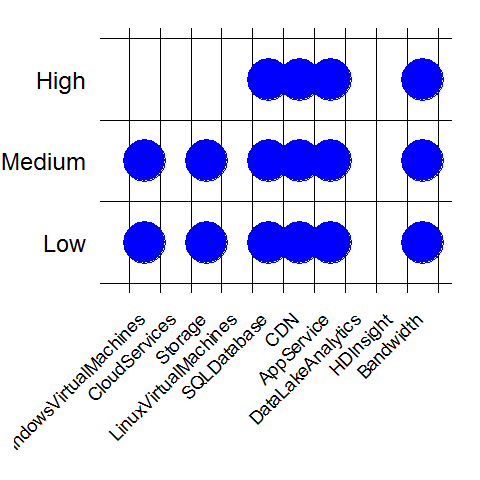 High
Medium
Low
ndowsVirtualMachines
CloudServices
Storage
LinuxVirtualMachines
SQLDatabase
CDN
AppService
DataLakeAnalytics
HDInsight
Bandwidth